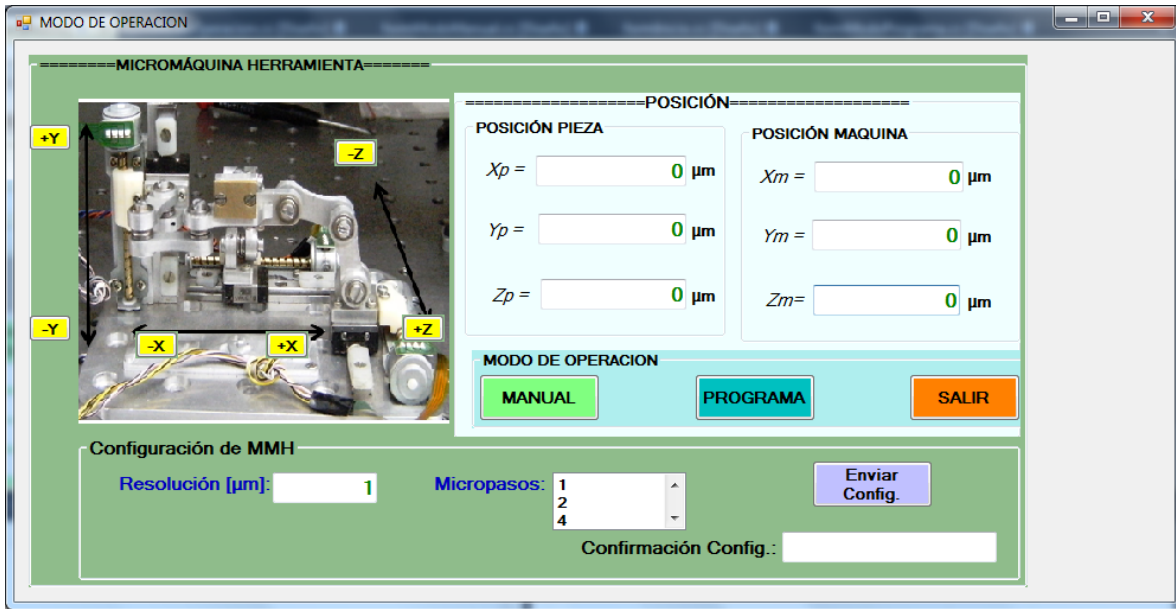 MODO DE OPERACION
========MICROMÁQUINA HERRAMIENTA=======
+Y
-Z
-Y
-X
+X
+Z
===================POSICIÓN===================
POSICIÓN PIEZA
Xp = 0 µm
Yp = 0 µm
Zp = 0 µm
POSICIÓN MAQUINA
Xm = 0 µm
Ym = 0 µm
Zm= 0 µm
MODO DE OPERACION
MANUAL PROGRAMA SALIR
Configuración de MMH
Resolución [µm]: 1
Micropasos: 1
2
4
Enviar
Config.
Confirmación Config.: